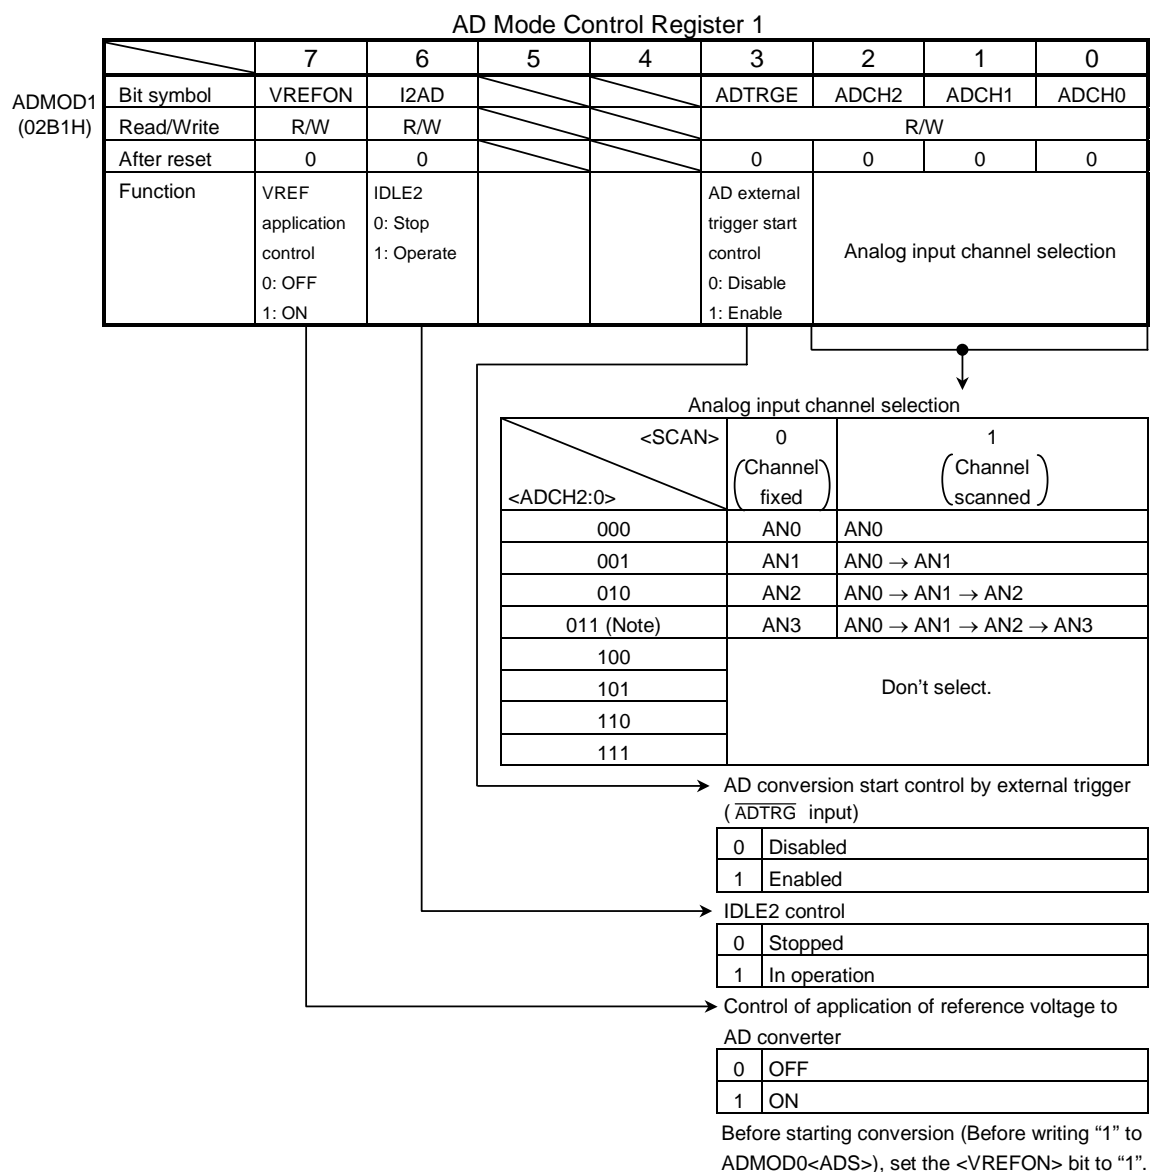 AD Mode Control Register 1
7 6 5 4 3 2 1 0
ADMOD1
(02B1H)
Bit symbol VREFON I2AD ADTRGE ADCH2 ADCH1 ADCH0
Read/Write R/W R/W R/W
After reset 0 0 0 0 0 0
Function
VREF
application
control
0: OFF
1: ON
IDLE2
0: Stop
1: Operate
AD external
trigger start
control
0: Disable
1: Enable
Analog input channel selection
Analog input channel selection
<SCAN>
<ADCH2:0>
0
(Channel
fixed)
1
(Channel
scanned)
000 AN0 AN0
001 AN1 AN0 → AN1
010 AN2 AN0 → AN1 → AN2
011 (Note) AN3 AN0 → AN1 → AN2 → AN3
100
101
110
111
Don't select.
AD conversion start control by external trigger
( ADTRG input)
0 Disabled
1 Enabled
IDLE2 control
0 Stopped
1 In operation
Control of application of reference voltage to
AD converter
0 OFF
1 ON
Before starting conversion (Before writing “1” to
ADMOD0<ADS>), set the <VREFON> bit to “1”.